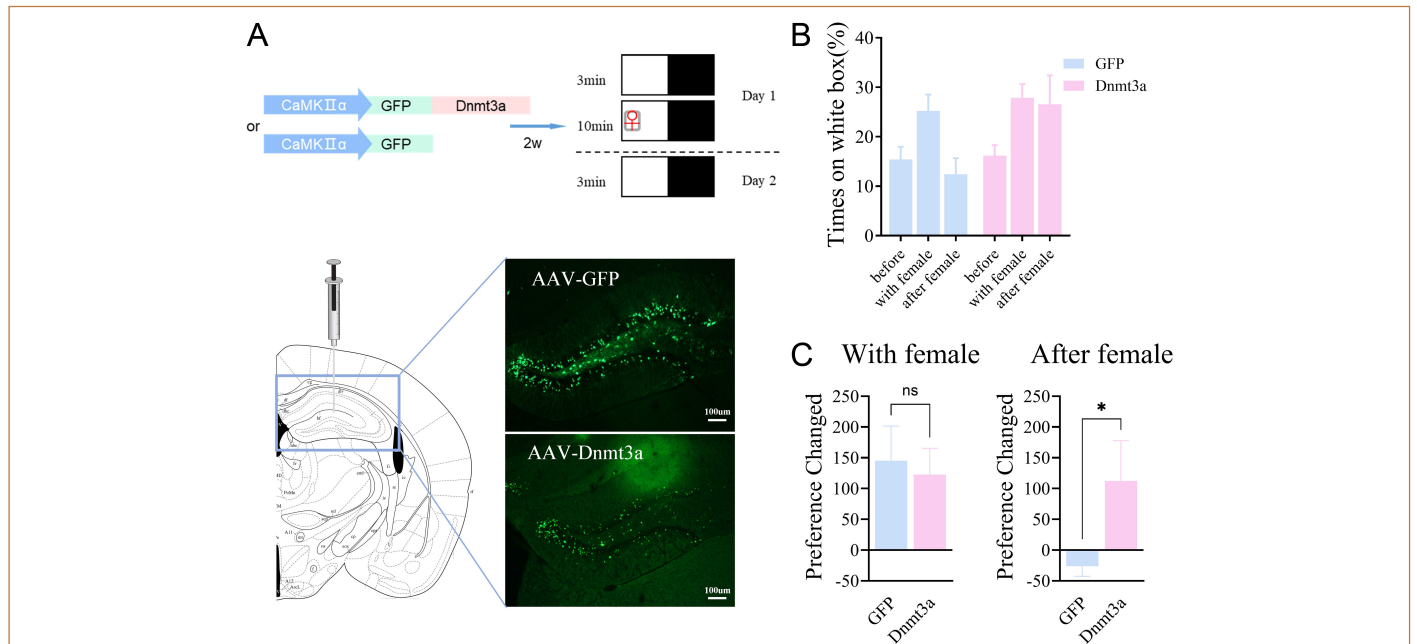 A
CaMKⅡα GFP Dnmt3a
or
CaMKⅡα GFP
2w
3min
10min
3min
Day 1
Day 2
AAV-GFP
100um
AAV-Dnmt3a
100um
B
Times on white box(%)
40
30
20
10
0
before
with female
after female
before
with female
after female
GFP
Dnmt3a
C
With female
Preference Changed
250
200
150
100
50
0
-50
ns
GFP
Dnmt3a
After female
Preference Changed
250
200
150
100
50
0
-50
*
GFP
Dnmt3a